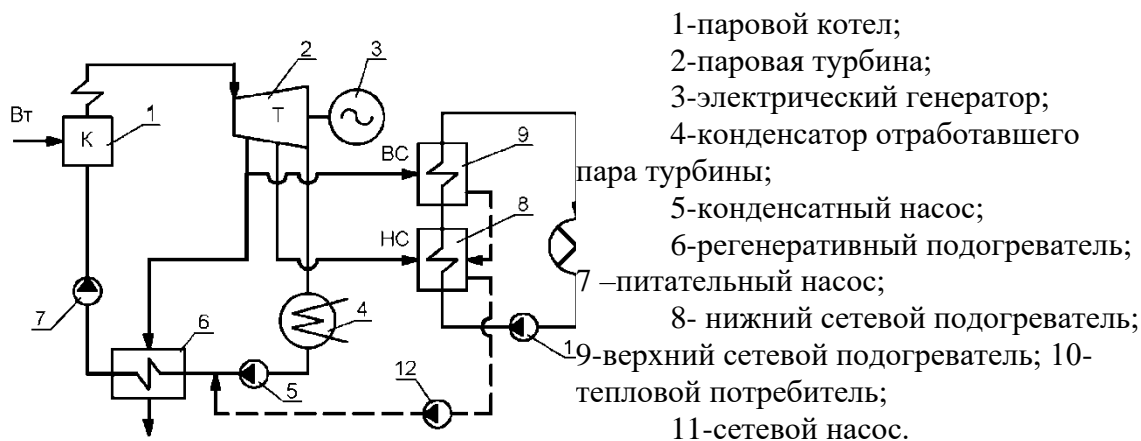 1-паровой котел;
2-паровая турбина;
3-электрический генератор;
4-конденсатор отработавшего
пара турбины;
5-конденсатный насос;
6-регенеративный подогреватель;
7 –питательный насос;
8- нижний сетевой подогреватель;
9-верхний сетевой подогреватель; 10-
тепловой потребитель;
11-сетевой насос.
2
3
Вт
1
К
Т
ВС
9
НС
8
7
6
4
5
12
1